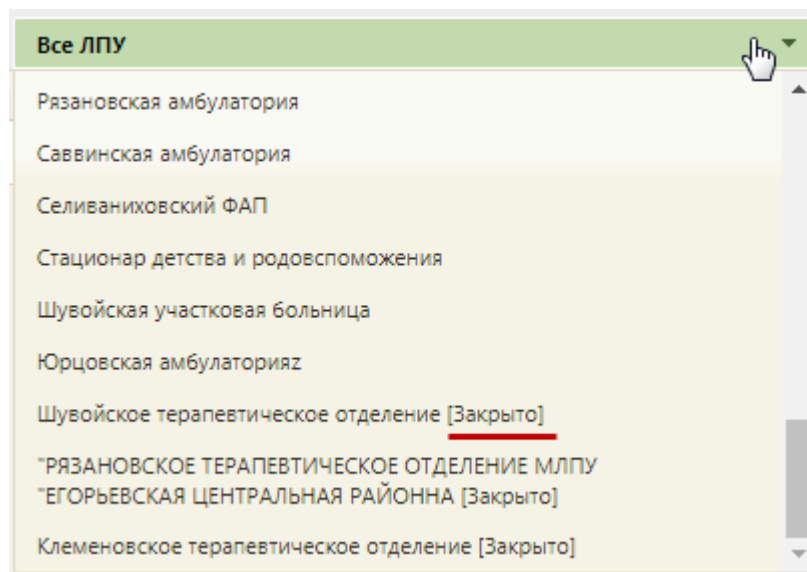 Все ЛПУ
Рязановская амбулатория
Саввинская амбулатория
Селиваниховский ФАП
Стационар детства и родовспоможения
Шувойская участковая больница
Юрцовская амбулаторияz
Шувойское терапевтическое отделение [Закрыто]
"РЯЗАНОВСКОЕ ТЕРАПЕВТИЧЕСКОЕ ОТДЕЛЕНИЕ МЛПУ
"ЕГОРЬЕВСКАЯ ЦЕНТРАЛЬНАЯ РАЙОННА [Закрыто]
Клеменовское терапевтическое отделение [Закрыто]